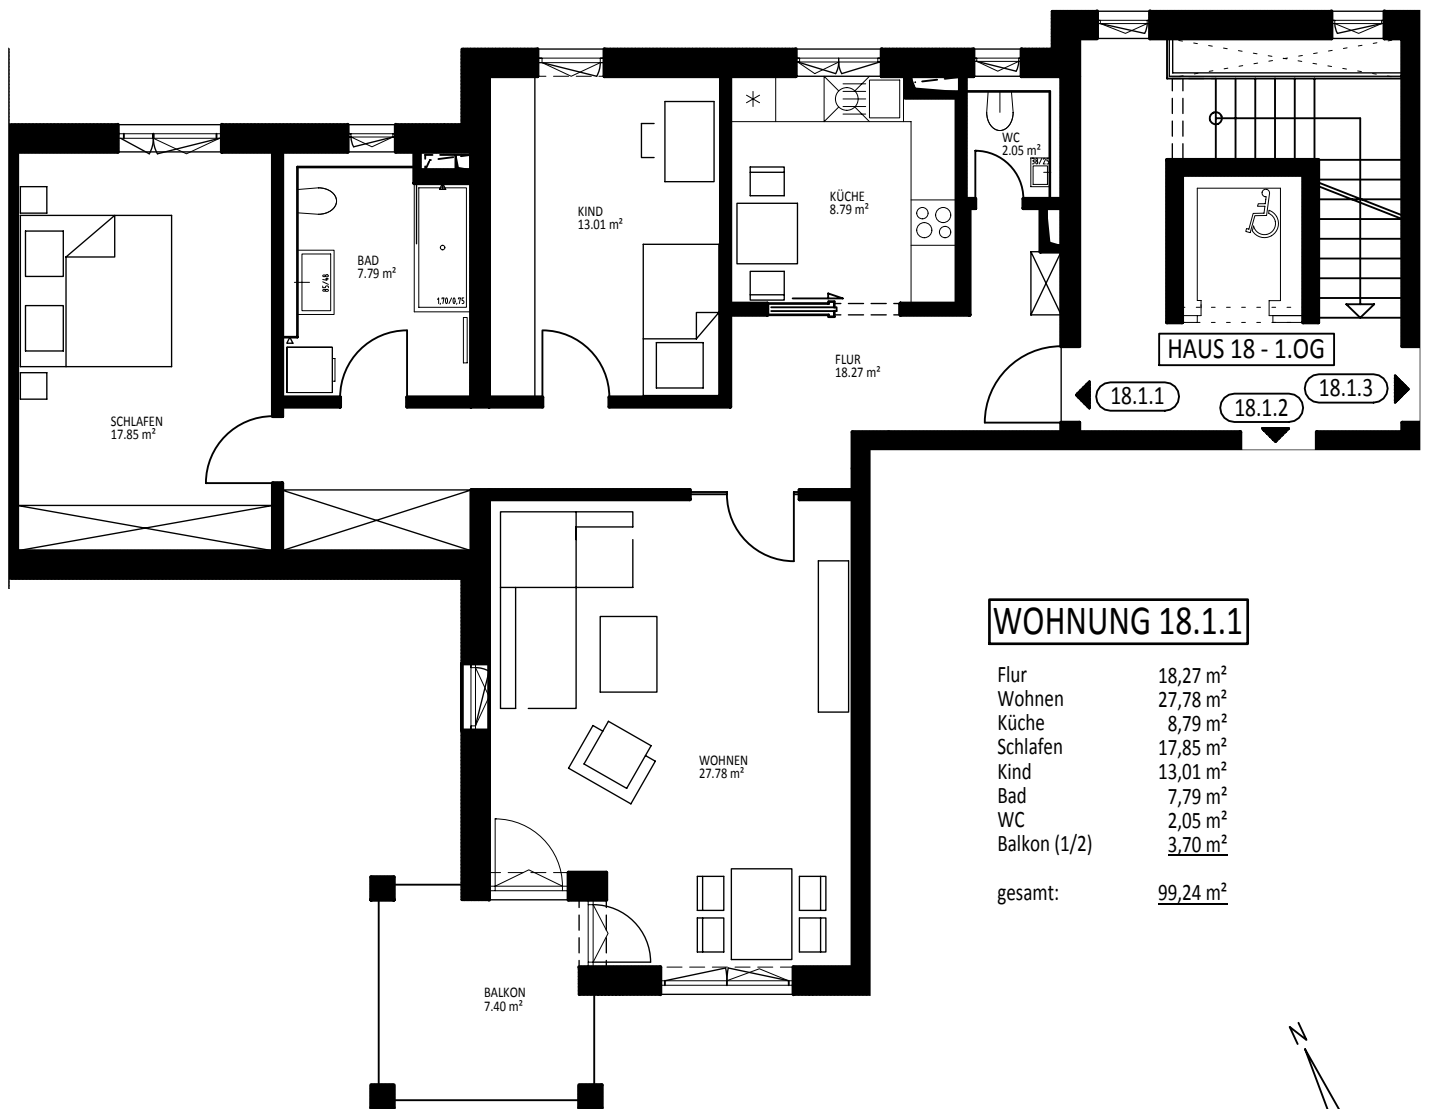 WC
2.05 m²
38/25
KÜCHE
8.79 m²
KIND
13.01 m²
BAD
7.79 m²
85/48
1,70/0,75
HAUS 18 - 1.OG
FLUR
18.27 m²
18.1.1
18.1.2
18.1.3
SCHLAFEN
17.85 m²
WOHNUNG 18.1.1
Flur 18,27 m²
Wohnen 27,78 m²
Küche 8,79 m²
Schlafen 17,85 m²
Kind 13,01 m²
Bad 7,79 m²
WC 2,05 m²
Balkon (1/2) 3,70 m²
gesamt: 99,24 m²
WOHNEN
27.78 m²
BALKON
7.40 m²
N